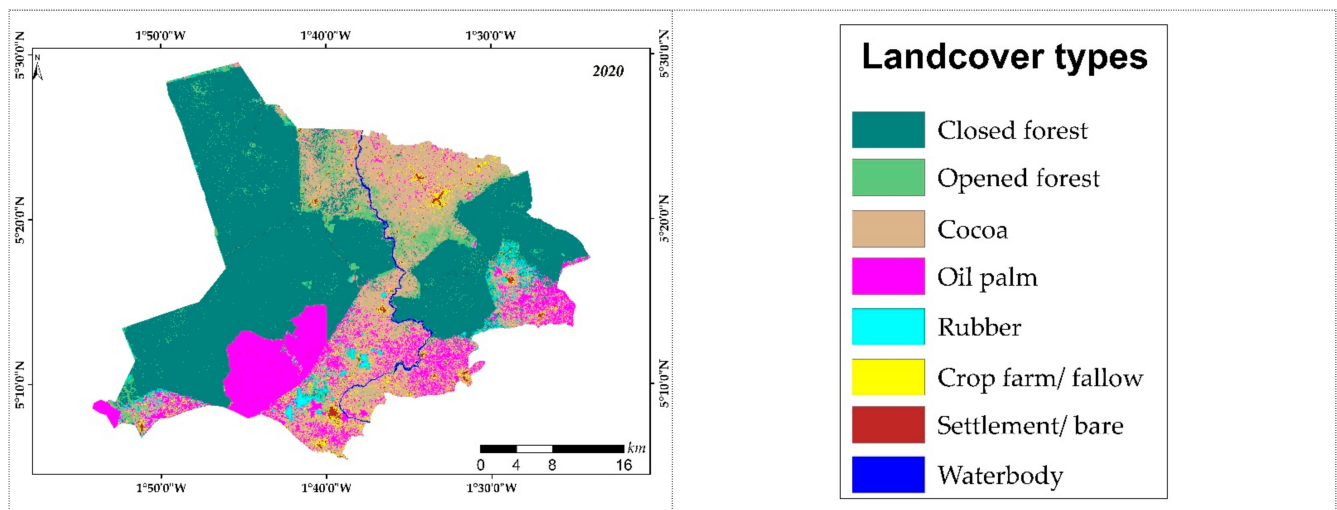 1°50'0"W 1°40'0"W 1°30'0"W
5°30'0"N 5°30'0"N
N
2020
5°20'0"N 5°20'0"N
5°10'0"N 5°10'0"N
km
0 4 8 16
1°50'0"W 1°40'0"W 1°30'0"W
Landcover types
Closed forest
Opened forest
Cocoa
Oil palm
Rubber
Crop farm/ fallow
Settlement/ bare
Waterbody